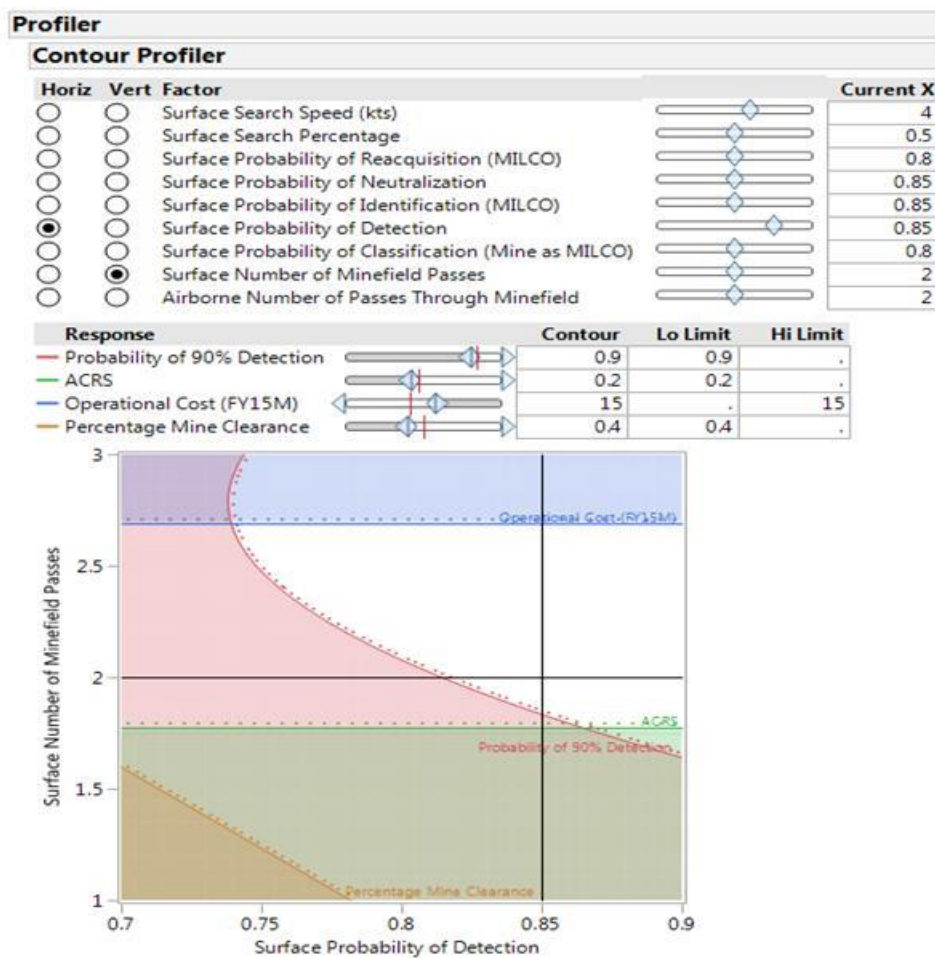 Profiler
Contour Profiler
Horiz Vert Factor Current X
Surface Search Speed (kts) 4
Surface Search Percentage 0.5
Surface Probability of Reacquisition (MILCO) 0.8
Surface Probability of Neutralization 0.85
Surface Probability of Identification (MILCO) 0.85
Surface Probability of Detection 0.85
Surface Probability of Classification (Mine as MILCO) 0.8
Surface Number of Minefield Passes 2
Airborne Number of Passes Through Minefield 2
Response Contour Lo Limit Hi Limit
Probability of 90% Detection 0.9 0.9 .
ACRS 0.2 0.2 .
Operational Cost (FY15M) 15 . 15
Percentage Mine Clearance 0.4 0.4 .
3
Operational Cost (FY15M)
2.5
Surface Number of Minefield Passes
2
ACRS
Probability of 90% Detection
1.5
Percentage Mine Clearance
1
0.7 0.75 0.8 0.85 0.9
Surface Probability of Detection